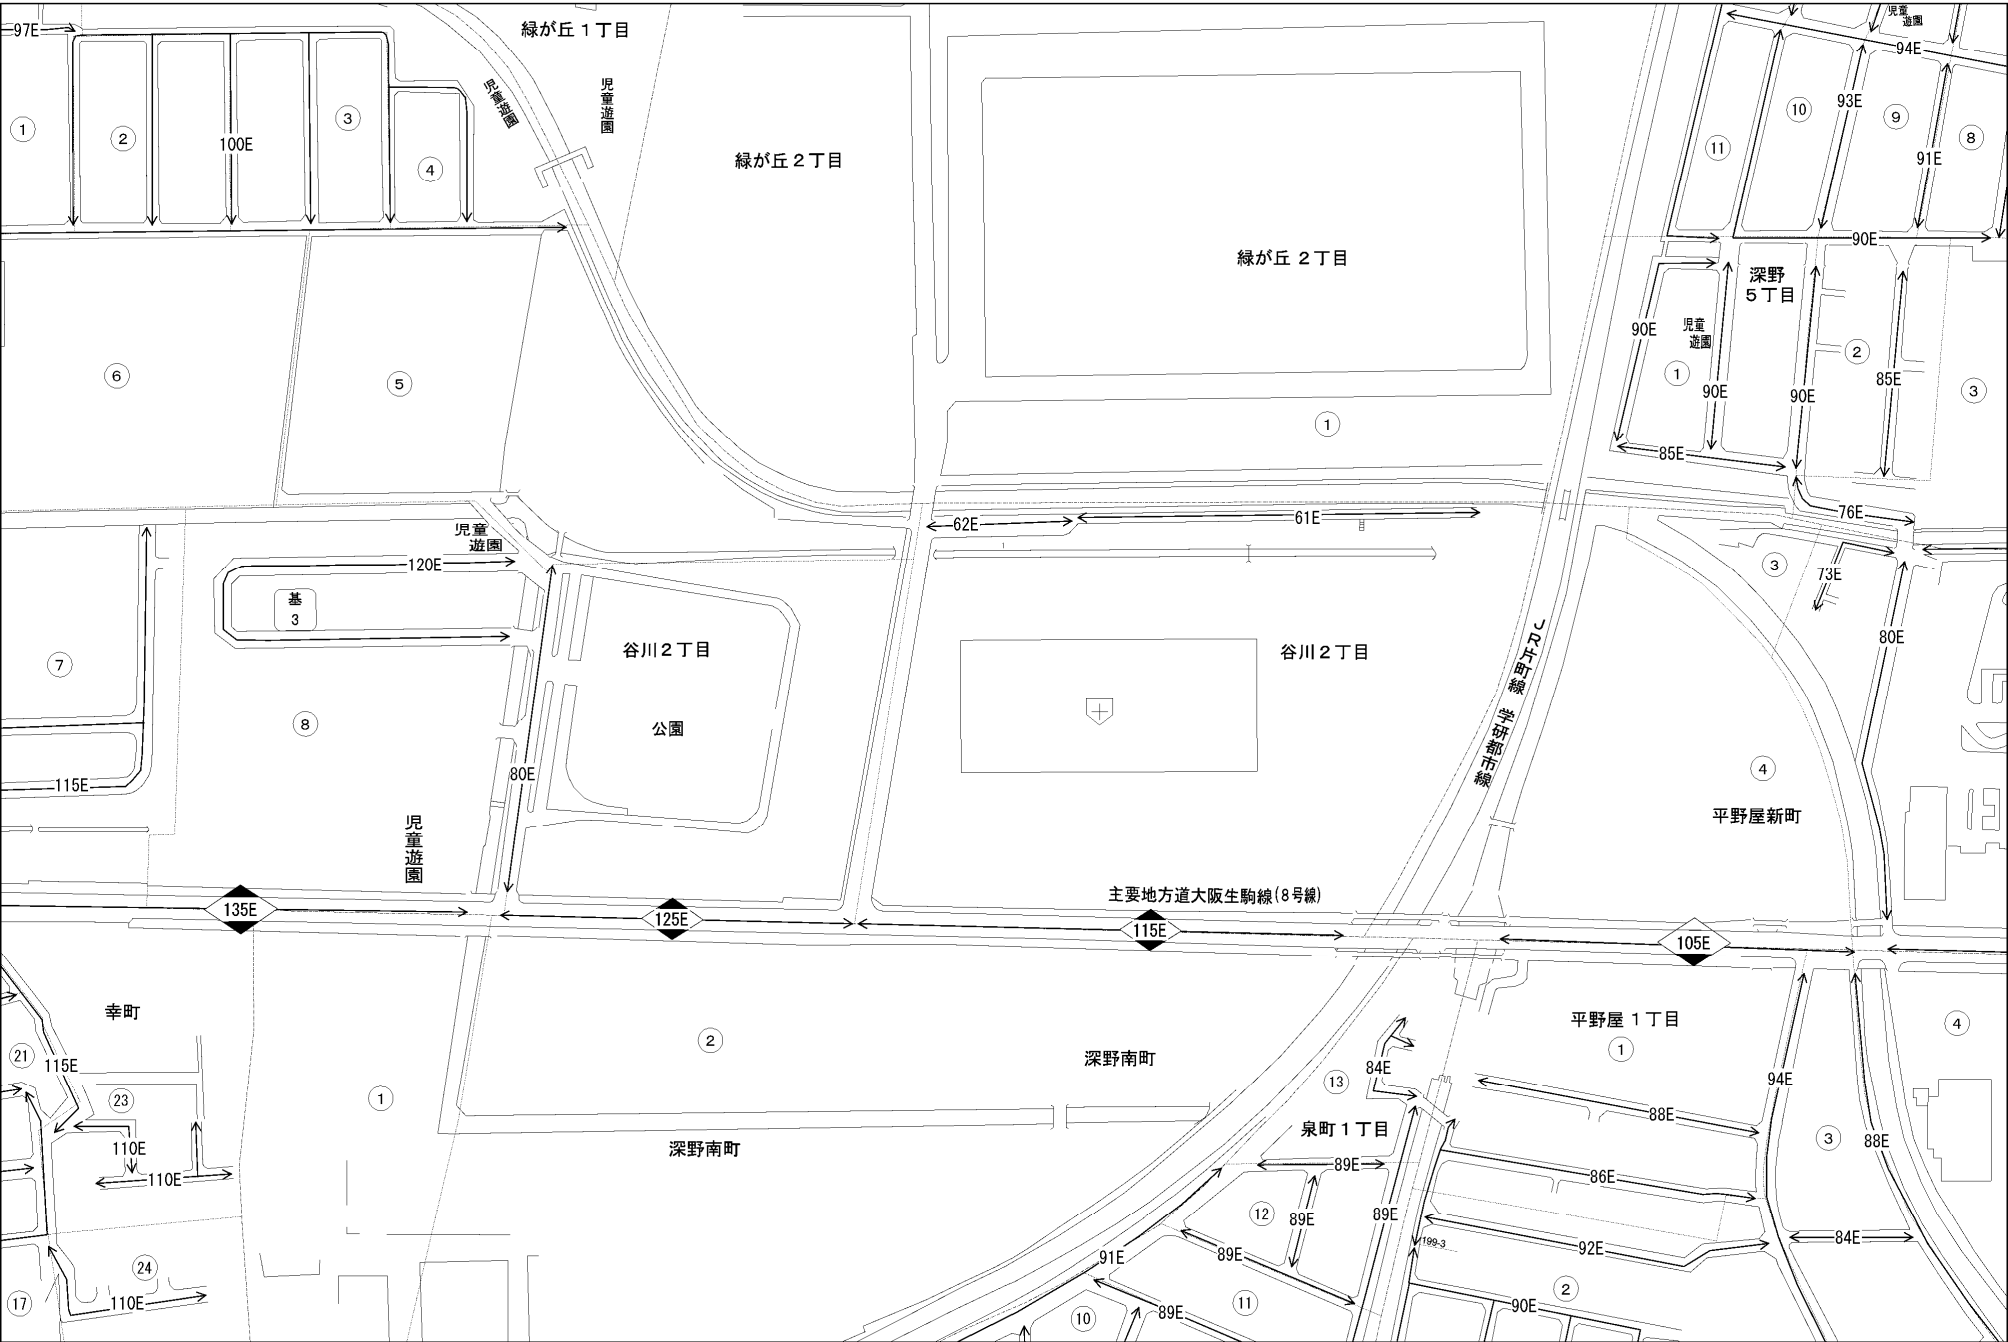 97E
緑が丘1丁目
児童遊園
児童遊園
児童
遊園
94E
1
2
100E
3
4
緑が丘2丁目
11
10
93E
9
91E
8
90E
緑が丘 2丁目
深野
5丁目
6
5
90E
児童
遊園
1
90E
90E
2
85E
3
1
85E
62E
61E
76E
児童
遊園
120E
基
3
3
73E
7
8
谷川2丁目
公園
谷川2丁目
JR片町線 学研都市線
80E
115E
80E
4
平野屋新町
児童遊園
主要地方道大阪生駒線(8号線)
135E
125E
115E
105E
幸町
21
115E
23
110E
110E
1
2
深野南町
深野南町
13
84E
泉町1丁目
平野屋1丁目
1
4
94E
88E
3
88E
89E
86E
12
89E
89E
89E
91E
199-3
92E
84E
24
17
110E
10
89E
11
2
90E